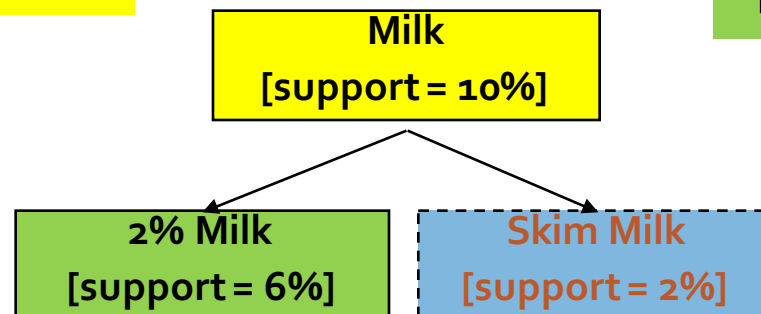 Milk
[support = 10%]
2% Milk
[support = 6%]
Skim Milk
[support = 2%]